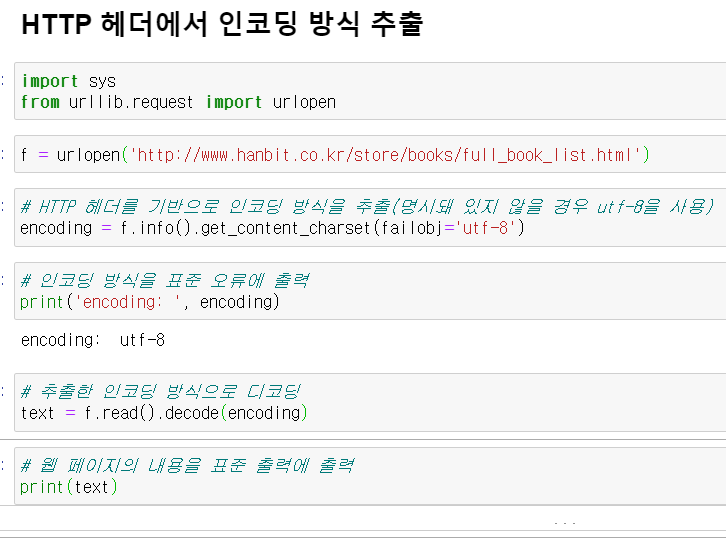 HTTP 헤더에서 인코딩 방식 추출
import sys
from urllib.request import urlopen
f = urlopen('http://www.hanbit.co.kr/store/books/full_book_list.html')
# HTTP 헤더를 기반으로 인코딩 방식을 추출(명시돼 있지 않을 경우 utf-8을 사용)
encoding = f.info().get_content_charset(failobj='utf-8')
# 인코딩 방식을 표준 오류에 출력
print('encoding: ', encoding)
encoding:  utf-8
# 추출한 인코딩 방식으로 디코딩
text = f.read().decode(encoding)
# 웹 페이지의 내용을 표준 출력에 출력
print(text)
...